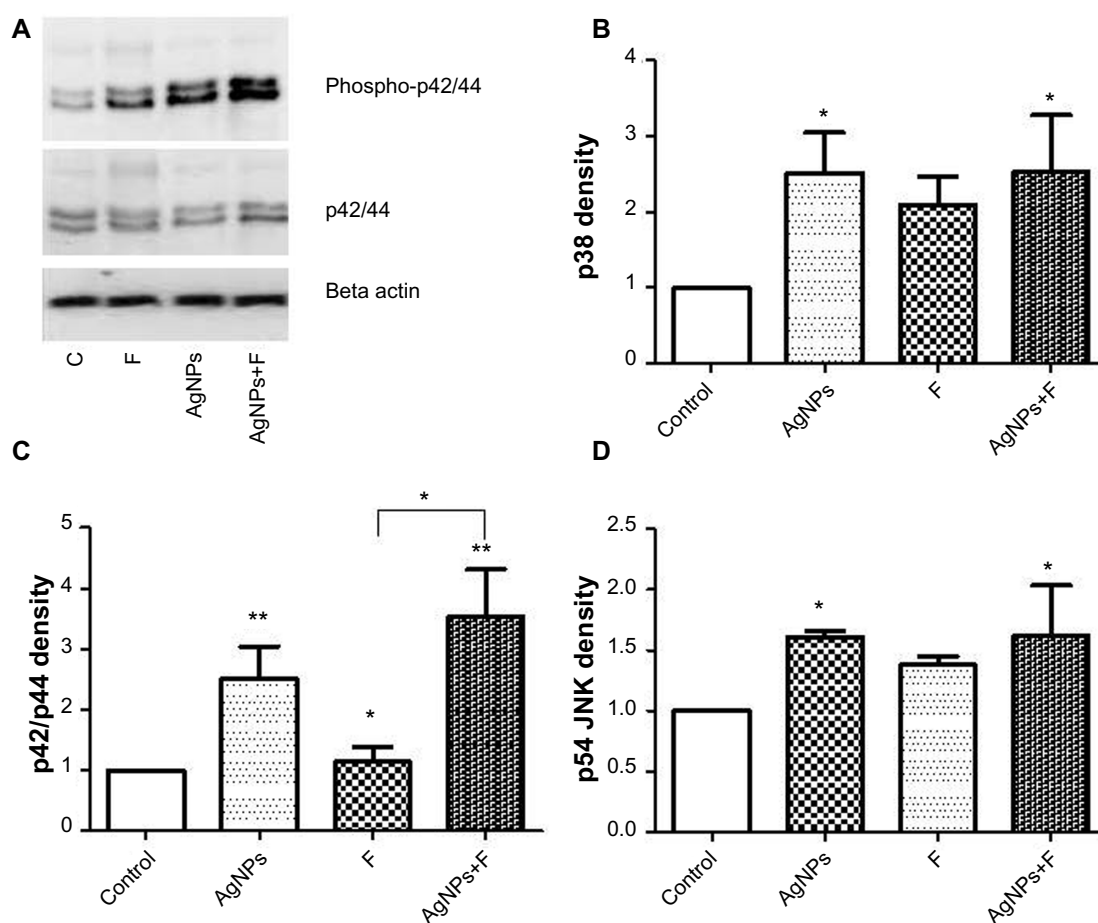 A
Phospho-p42/44
p42/44
Beta actin
C
F
AgNPs
AgNPs+F
B
p38 density
4
3
2
1
0
*
*
Control
AgNPs
F
AgNPs+F
C
p42/p44 density
5
4
3
2
1
0
**
*
*
**
Control
AgNPs
F
AgNPs+F
D
p54 JNK density
2.5
2.0
1.5
1.0
0.5
0.0
*
*
Control
AgNPs
F
AgNPs+F